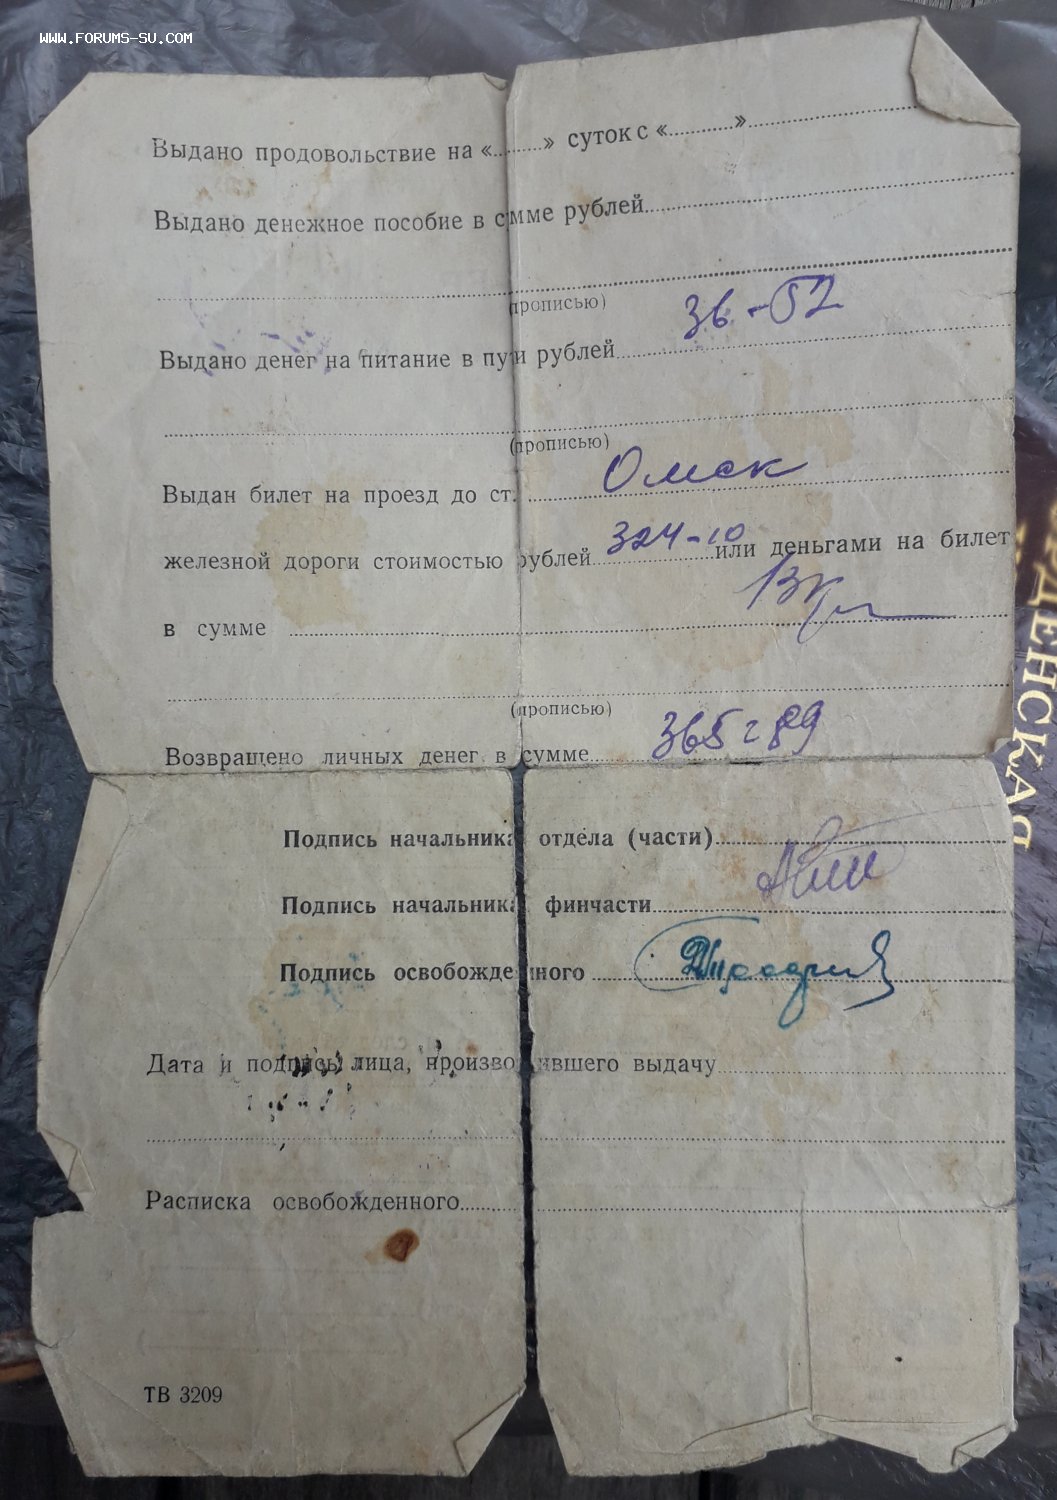 WWW.FORUMS-SU.COM
Выдано продовольствие на «........» суток с «............»........................
Выдано денежное пособие в сумме рублей........................
(прописью)
36-52
Выдано денег на питание в пути рублей........................
(прописью)
Выдан билет на проезд до ст. Омск
железной дороги стоимостью рублей 324-10 или деньгами на билет
в сумме ........................
(прописью)
Возвращено личных денег в сумме 365 г 89
Подпись начальника отдела (части)........................
Подпись начальника финчасти........................
Подпись освобожденного ........................
Дата и подпись лица, производившего выдачу........................
Расписка освобожденного........................
ТВ 3209
ДЕНСКАЯ